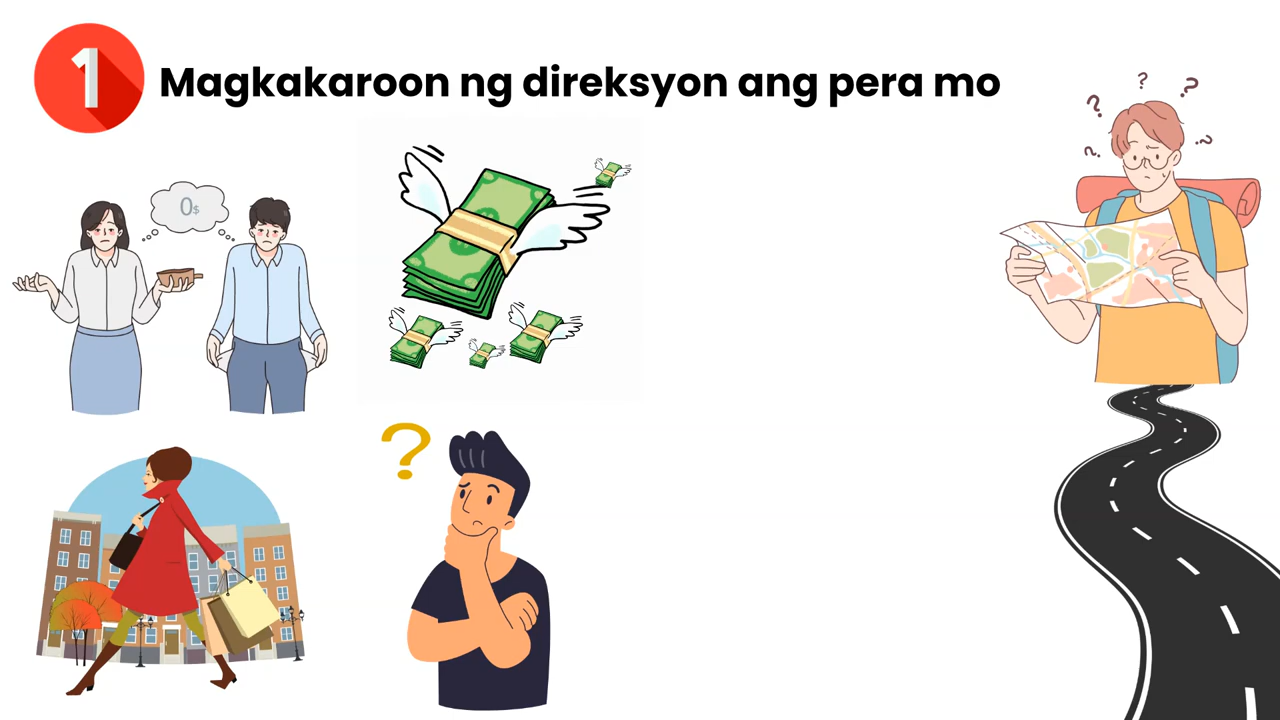 1
Magkakaroon ng direksyon ang pera mo
? ? ? ?
0$
?